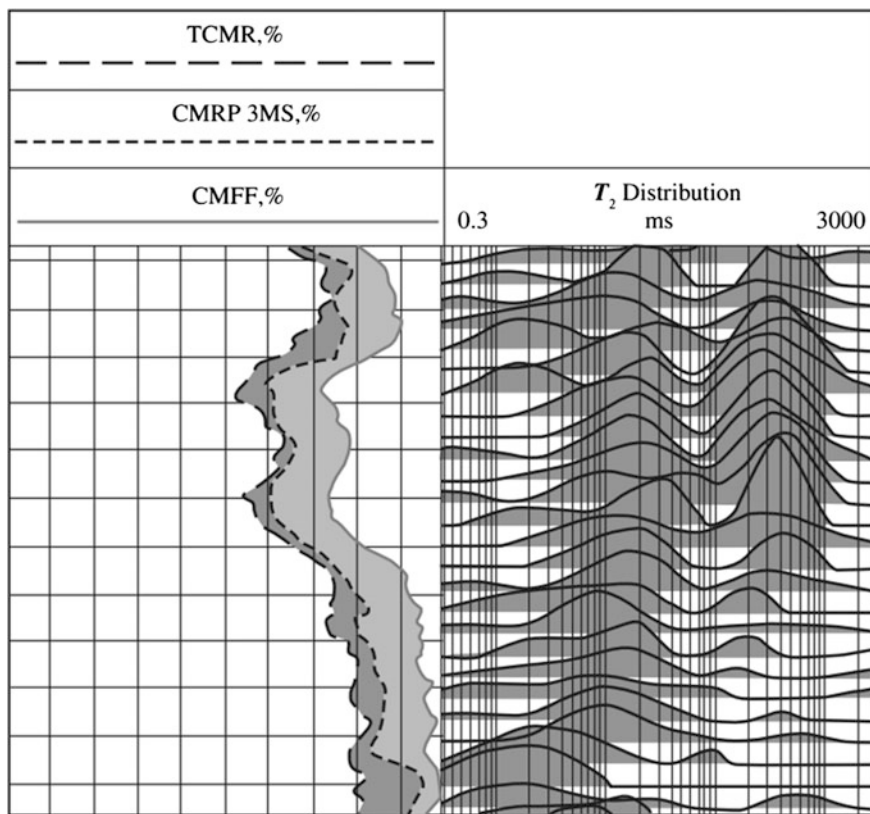 TCMR,%
CMRP 3MS,%
CMFF,%
T₂ Distribution
0.3 ms 3000